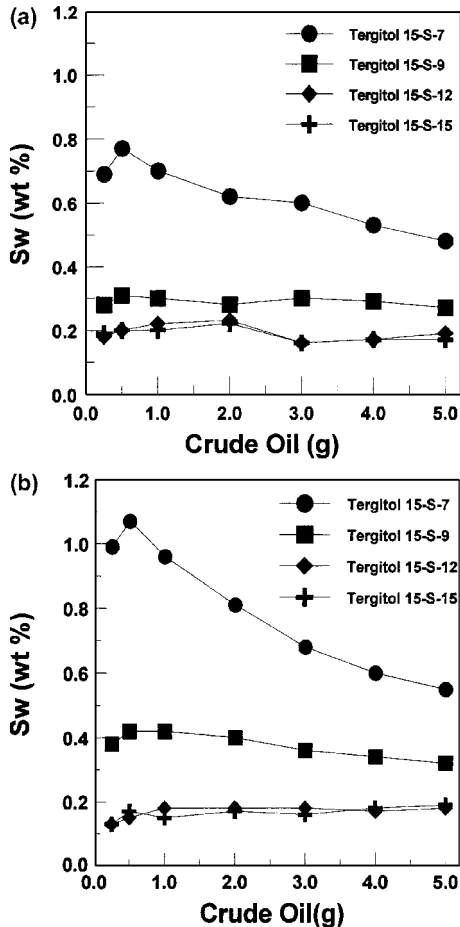 (a)
1.2
1.0
0.8
0.6
0.4
0.2
0.0
Sw (wt %)
Tergitol 15-S-7
Tergitol 15-S-9
Tergitol 15-S-12
Tergitol 15-S-15
0.0 1.0 2.0 3.0 4.0 5.0
Crude Oil (g)
(b)
1.2
1.0
0.8
0.6
0.4
0.2
0.0
Sw (wt %)
Tergitol 15-S-7
Tergitol 15-S-9
Tergitol 15-S-12
Tergitol 15-S-15
0.0 1.0 2.0 3.0 4.0 5.0
Crude Oil(g)